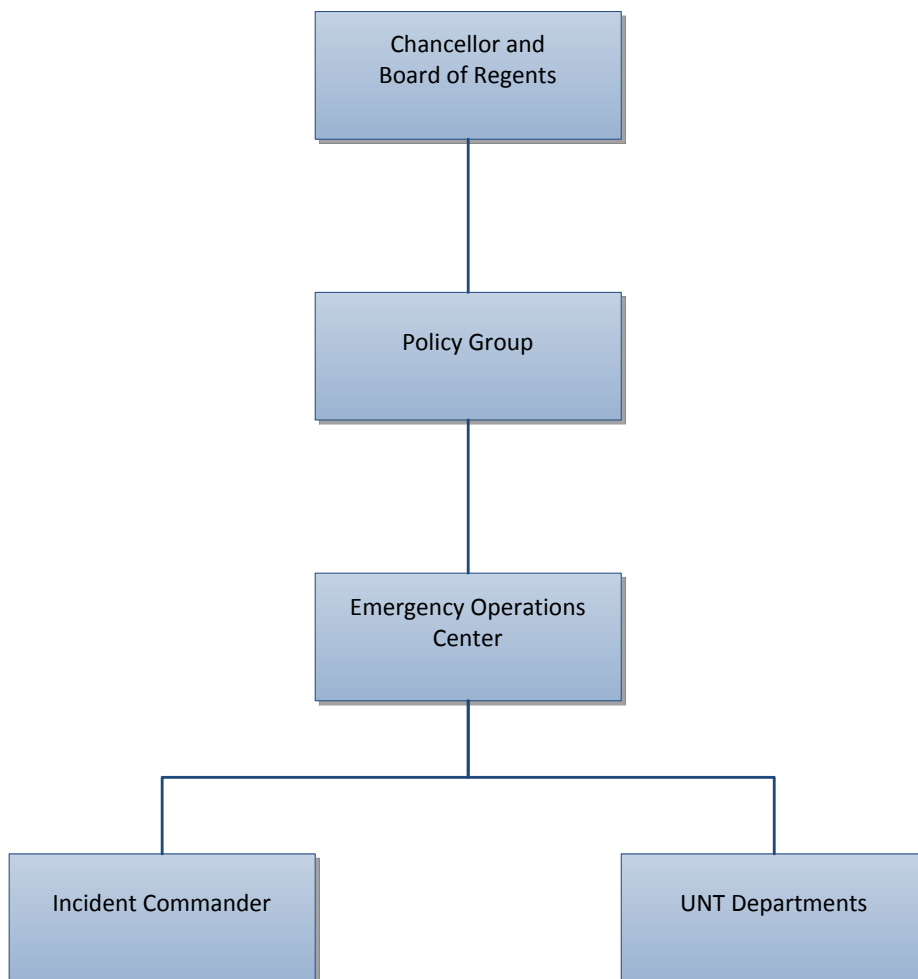 Chancellor and
Board of Regents
Policy Group
Emergency Operations
Center
Incident Commander
UNT Departments